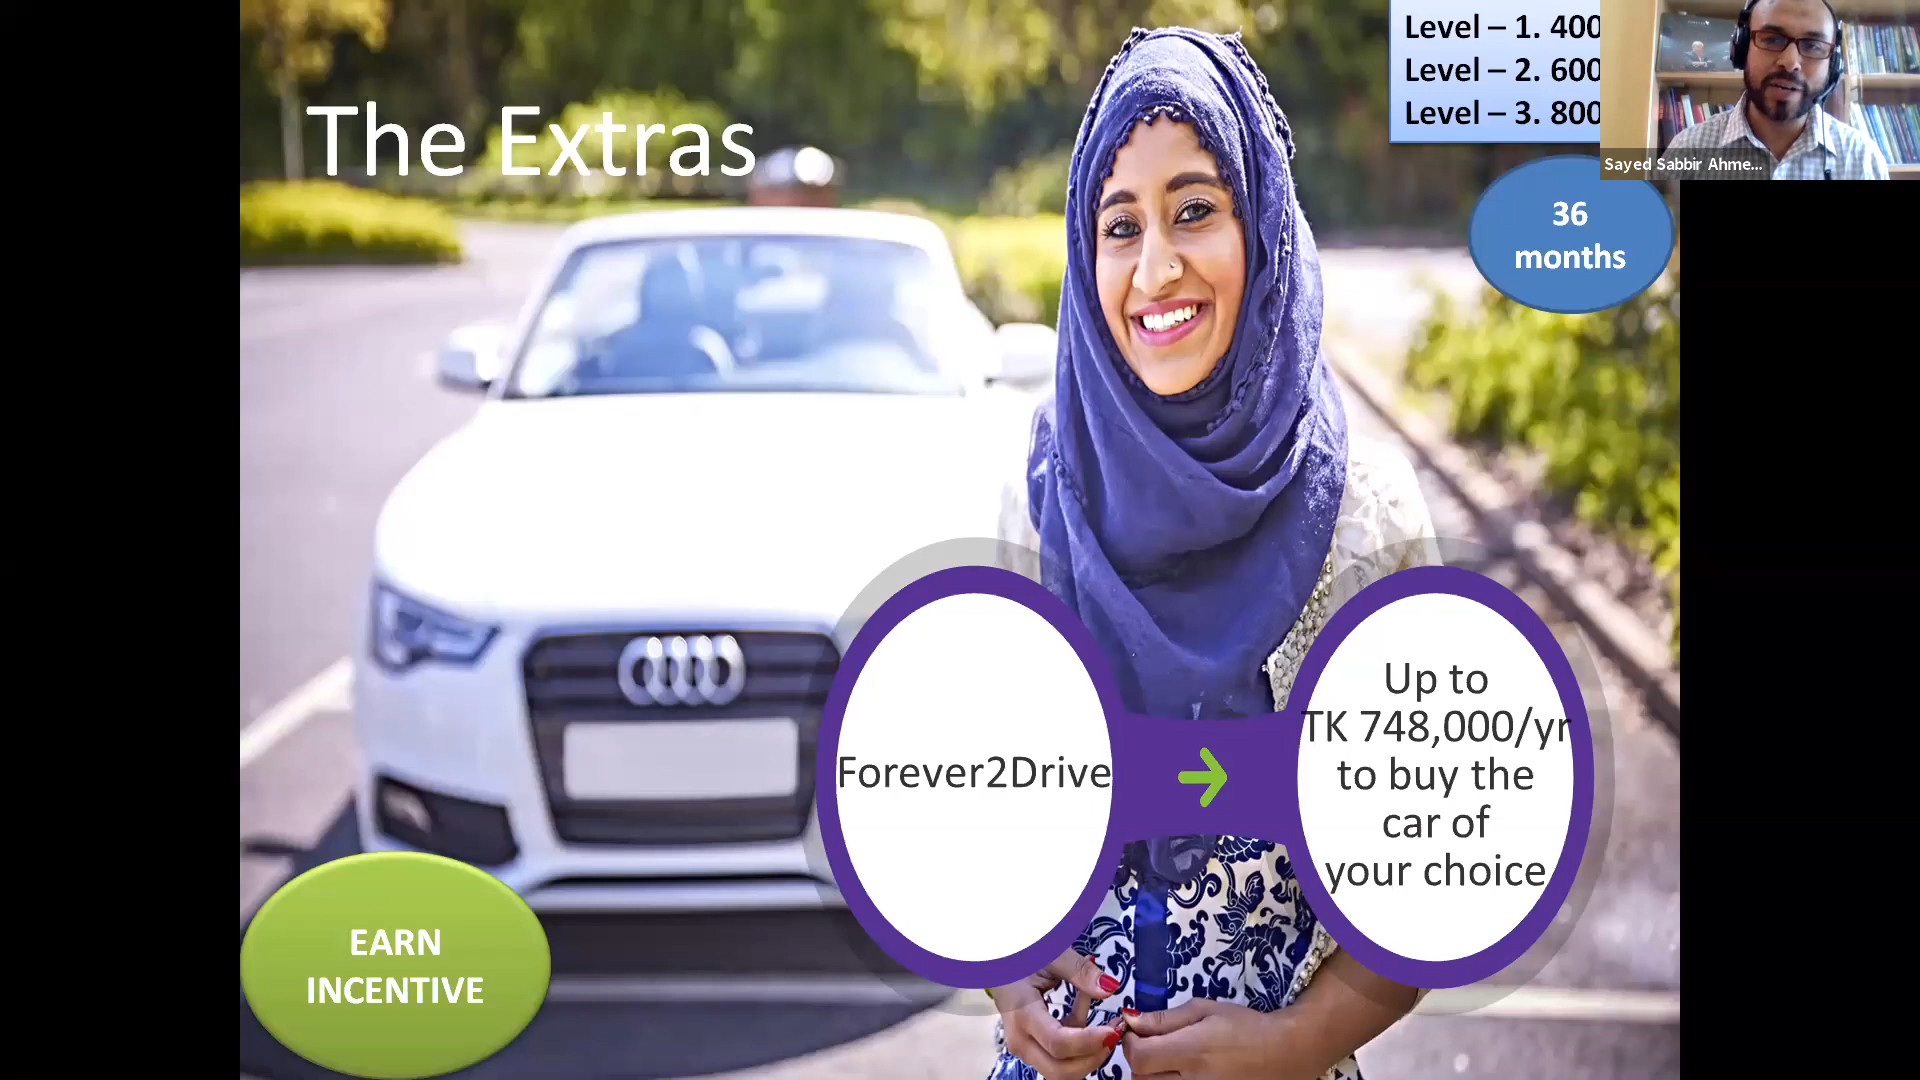 The Extras
Level – 1. 400
Level – 2. 600
Level – 3. 800
Sayed Sabbir Ahme...
36
months
Forever2Drive
Up to
TK 748,000/yr
to buy the
car of
your choice
EARN
INCENTIVE